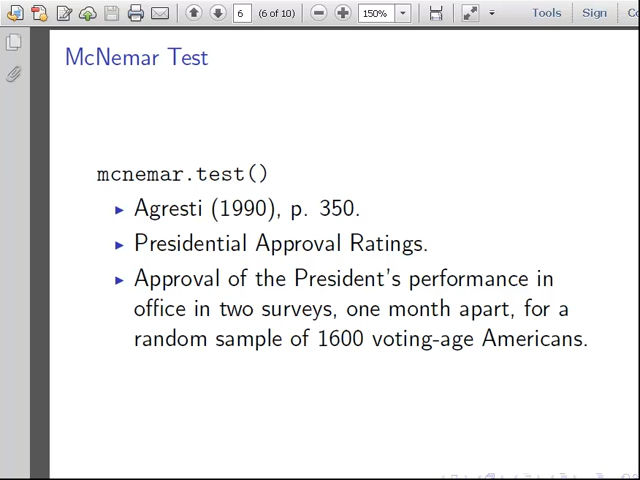 6 (6 of 10) 150% Tools Sign
McNemar Test
mcnemar.test()
Agresti (1990), p. 350.
Presidential Approval Ratings.
Approval of the President's performance in
office in two surveys, one month apart, for a
random sample of 1600 voting-age Americans.